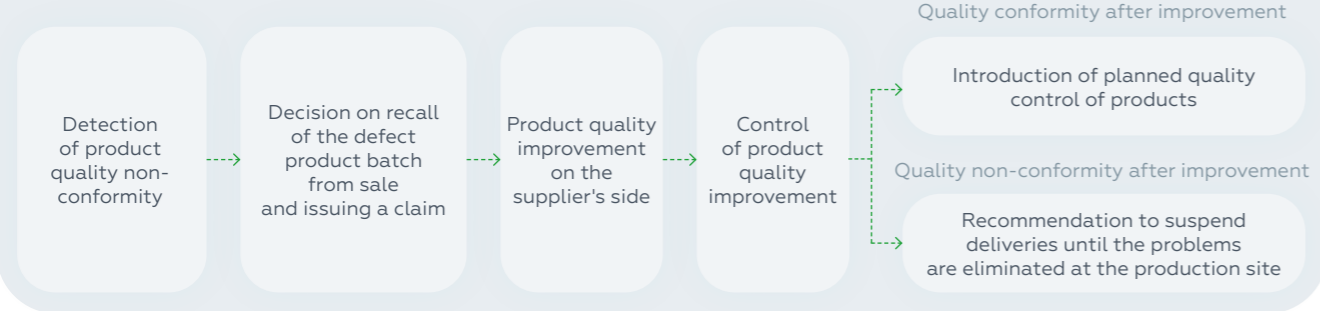 Detection
of product
quality non-
conformity
Decision on recall
of the defect
product batch
from sale
and issuing a claim
Product quality
improvement
on the
supplier's side
Control
of product
quality
improvement
Quality conformity after improvement
Introduction of planned quality
control of products
Quality non-conformity after improvement
Recommendation to suspend
deliveries until the problems
are eliminated at the production site